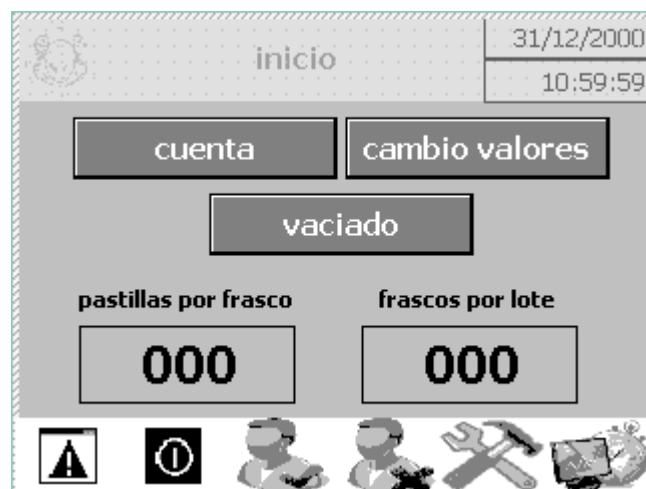 inicio
31/12/2000
10:59:59
cuenta
cambio valores
vaciado
pastillas por frasco
frascos por lote
000
000